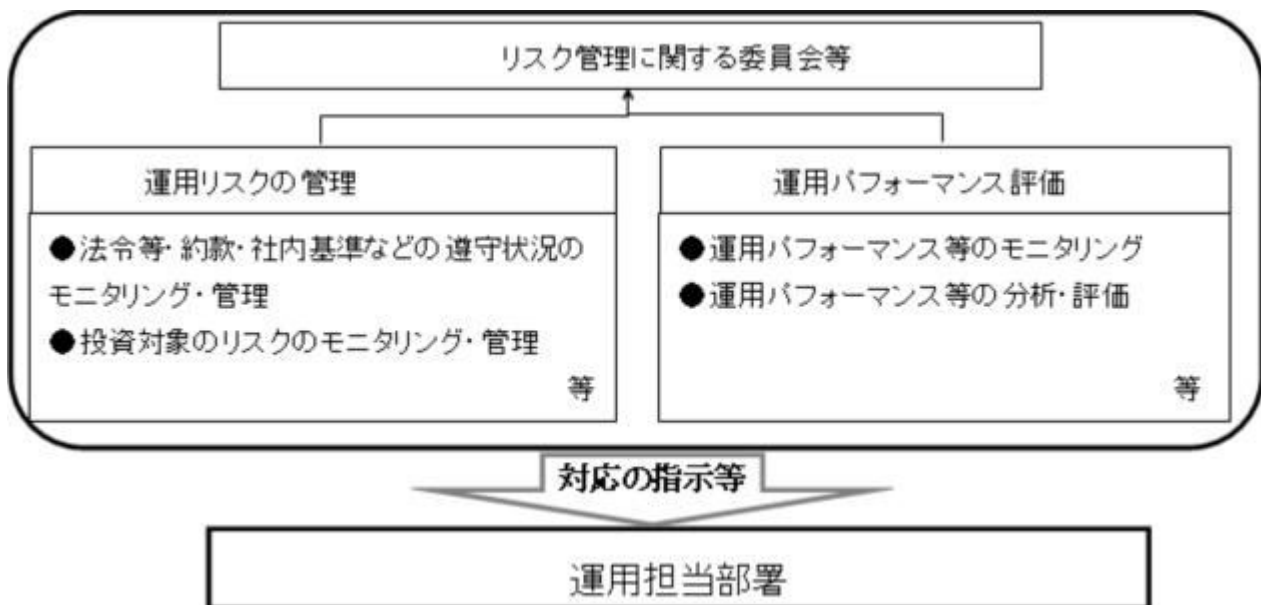 リスク管理に関する委員会等
運用リスクの管理
●法令等・約款・社内基準などの遵守状況の
モニタリング・管理
●投資対象のリスクのモニタリング・管理
等
運用パフォーマンス評価
●運用パフォーマンス等のモニタリング
●運用パフォーマンス等の分析・評価
等
対応の指示等
運用担当部署